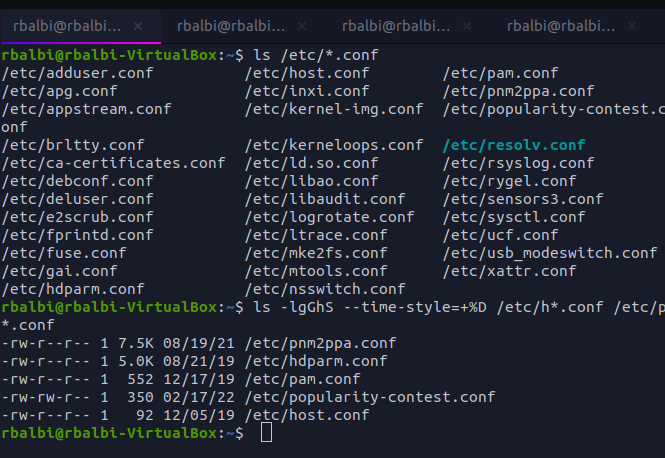 rbalbi@rbalbi... × rbalbi@rbalbi... × rbalbi@rbalbi... × rbalbi@rbalbi... ×
rbalbi@rbalbi-VirtualBox:~$ ls /etc/*.conf
/etc/adduser.conf /etc/host.conf /etc/pam.conf
/etc/apg.conf /etc/inxi.conf /etc/pnm2ppa.conf
/etc/appstream.conf /etc/kernel-img.conf /etc/popularity-contest.c
onf
/etc/brltty.conf /etc/kerneloops.conf /etc/resolv.conf
/etc/ca-certificates.conf /etc/ld.so.conf /etc/rsyslog.conf
/etc/debconf.conf /etc/libao.conf /etc/rygel.conf
/etc/deluser.conf /etc/libaudit.conf /etc/sensors3.conf
/etc/e2scrub.conf /etc/logrotate.conf /etc/sysctl.conf
/etc/fprintd.conf /etc/ltrace.conf /etc/ucf.conf
/etc/fuse.conf /etc/mke2fs.conf /etc/usb_modeswitch.conf
/etc/gai.conf /etc/mtools.conf /etc/xattr.conf
/etc/hdparm.conf /etc/nsswitch.conf
rbalbi@rbalbi-VirtualBox:~$ ls -lgGhS --time-style=+%D /etc/h*.conf /etc/p
*.conf
-rw-r--r-- 1 7.5K 08/19/21 /etc/pnm2ppa.conf
-rw-r--r-- 1 5.0K 08/21/19 /etc/hdparm.conf
-rw-r--r-- 1 552 12/17/19 /etc/pam.conf
-rw-rw-r-- 1 350 02/17/22 /etc/popularity-contest.conf
-rw-r--r-- 1 92 12/05/19 /etc/host.conf
rbalbi@rbalbi-VirtualBox:~$